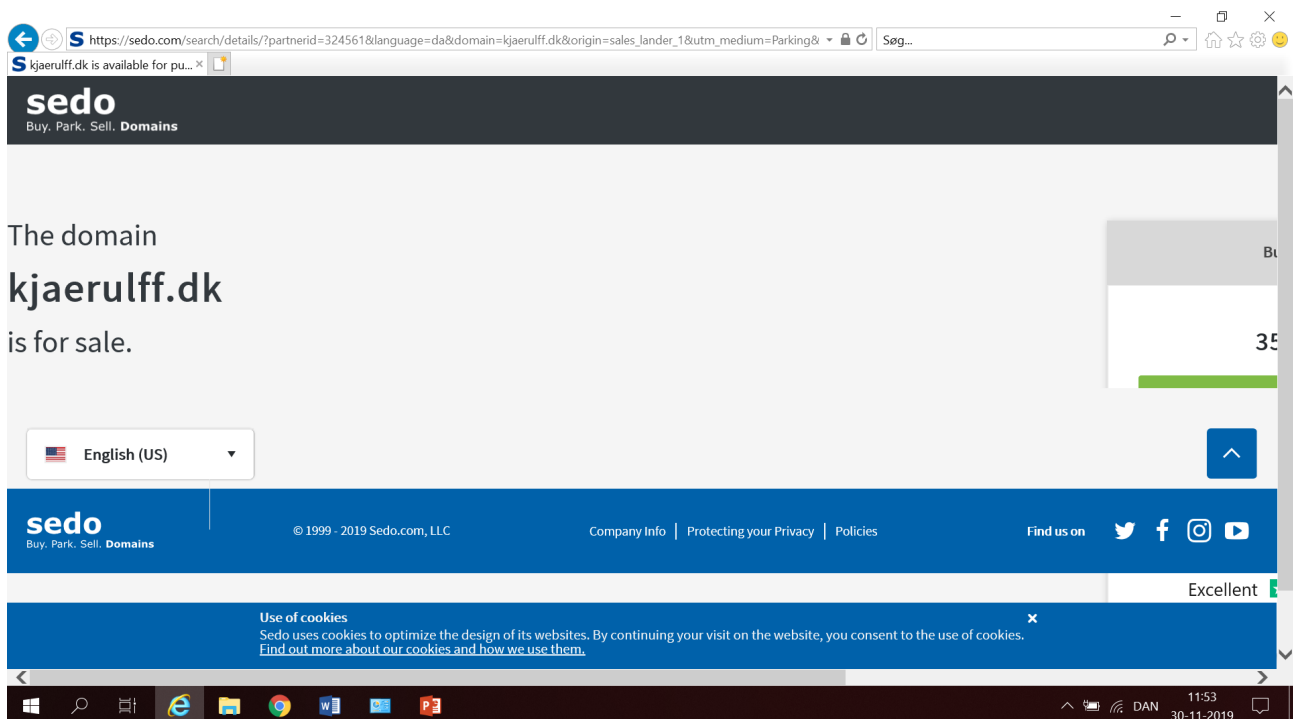 https://sedo.com/search/details/?partnerid=324561&language=da&domain=kjaerulff.dk&origin=sales_lander_1&utm_medium=Parking&
Søg...
kjaerulff.dk is available for pu...
sedo
Buy. Park. Sell. Domains
The domain
kjaerulff.dk
is for sale.
35
English (US)
sedo
Buy. Park. Sell. Domains
© 1999 - 2019 Sedo.com, LLC
Company Info | Protecting your Privacy | Policies
Find us on
Excellent
Use of cookies
Sedo uses cookies to optimize the design of its websites. By continuing your visit on the website, you consent to the use of cookies.
Find out more about our cookies and how we use them.
DAN
11:53
30-11-2019